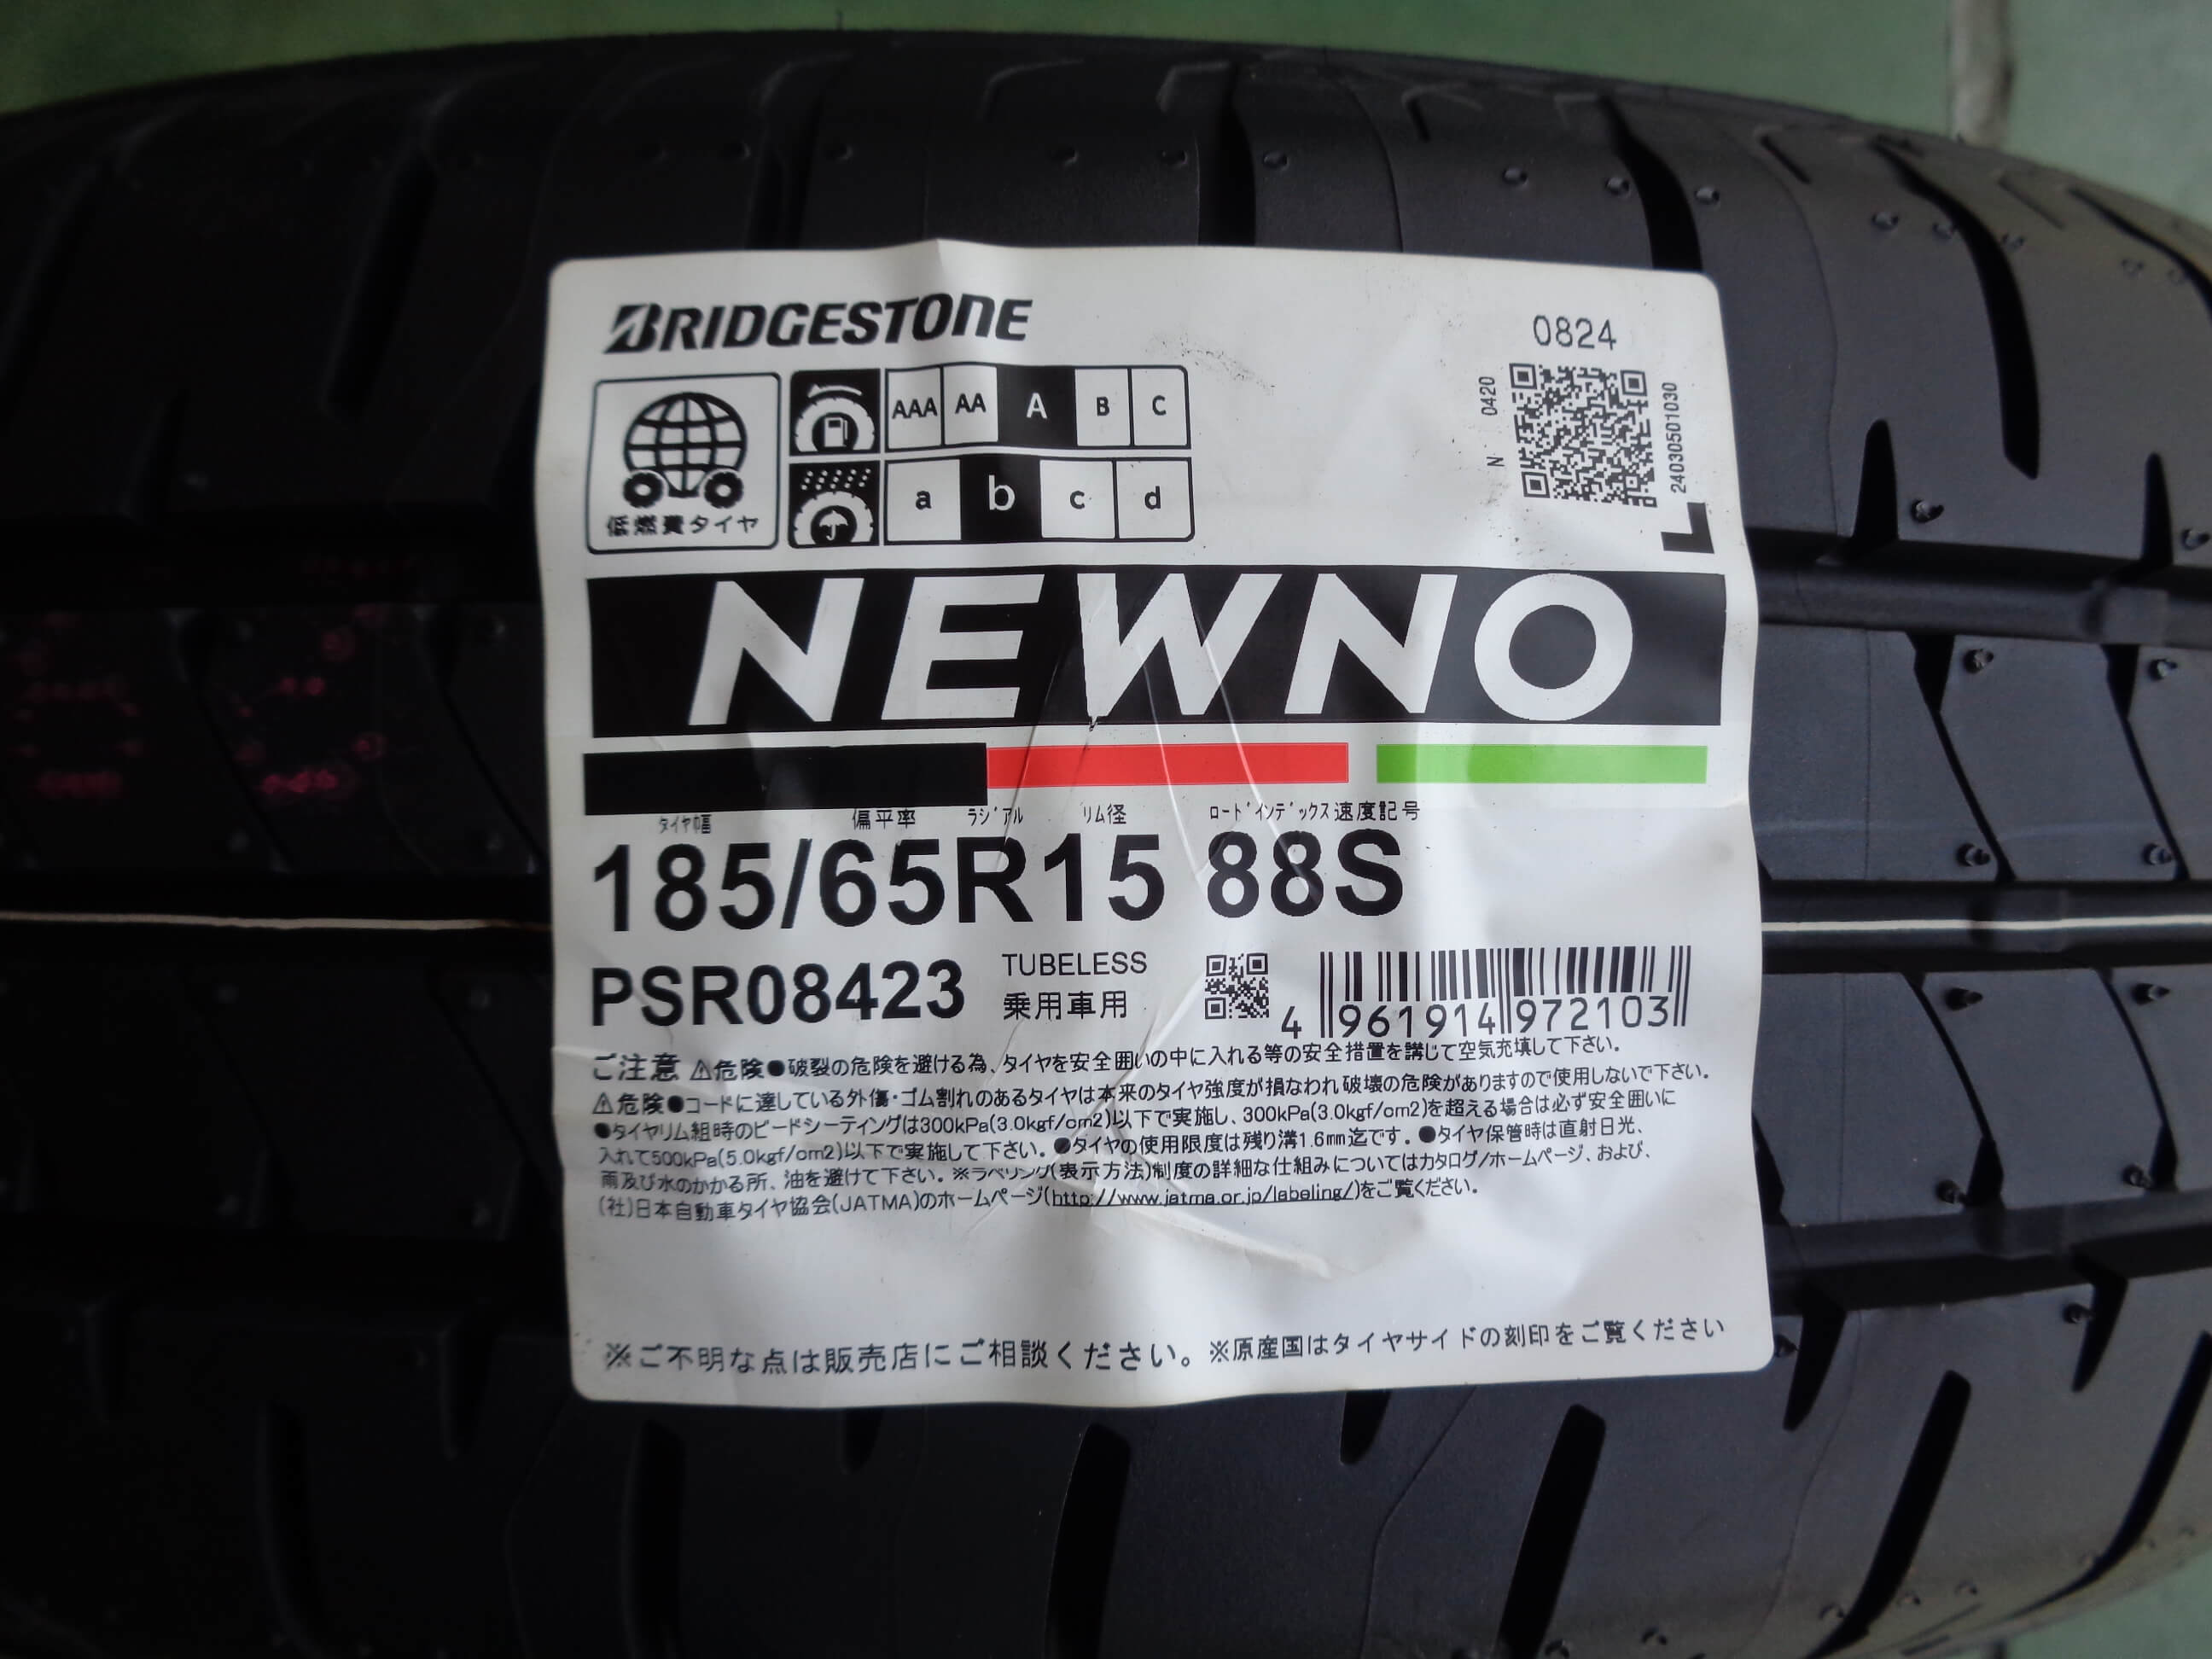 BRIDGESTONE
0824
N 0420
24030501030
L
AAA AA A B C
a b c d
低燃費タイヤ
NEWNO
タイヤ幅 偏平率 ラジアル リム径 ロードインデックス 速度記号
185/65R15 88S
PSR08423 TUBELESS
乗用車用
4 961914 972103
ご注意 ⚠危険●破裂の危険を避ける為、タイヤを安全囲いの中に入れる等の安全措置を講じて空気充填して下さい。
⚠危険●コードに達している外傷・ゴム割れのあるタイヤは本来のタイヤ強度が損なわれ破壊の危険がありますので使用しないで下さい。
●タイヤリム組時のビードシーティングは300kPa(3.0kgf/cm2)以下で実施し、300kPa(3.0kgf/cm2)を超える場合は必ず安全囲いに
入れて500kPa(5.0kgf/cm2)以下で実施して下さい。●タイヤの使用限度は残り溝1.6mm迄です。●タイヤ保管時は直射日光、
雨及び水のかかる所、油を避けて下さい。※ラベリング(表示方法)制度の詳細な仕組みについてはカタログ/ホームページ、および、
(社)日本自動車タイヤ協会(JATMA)のホームページ(http://www.jatma.or.jp/labeling/)をご覧ください。
※ご不明な点は販売店にご相談ください。※原産国はタイヤサイドの刻印をご覧ください